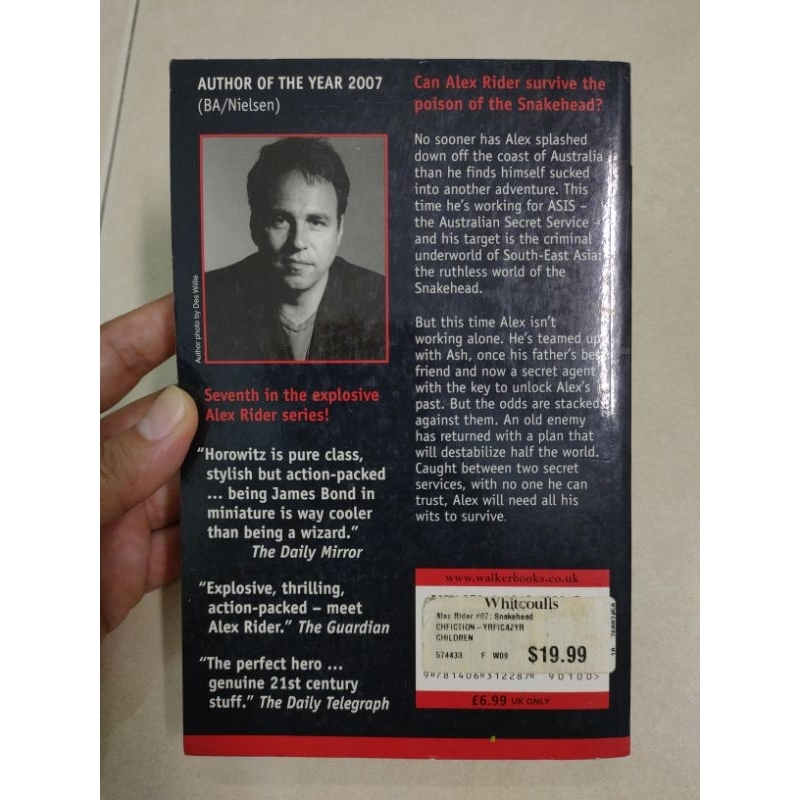 AUTHOR OF THE YEAR 2007
(BA/Nielsen)
Author photo by Des Willie
Seventh in the explosive
Alex Rider series!
“Horowitz is pure class,
stylish but action-packed
... being James Bond in
miniature is way cooler
than being a wizard.”
The Daily Mirror
“Explosive, thrilling,
action-packed – meet
Alex Rider.” The Guardian
“The perfect hero ...
genuine 21st century
stuff.” The Daily Telegraph
Can Alex Rider survive the
poison of the Snakehead?
No sooner has Alex splashed
down off the coast of Australia
than he finds himself sucked
into another adventure. This
time he's working for ASIS –
the Australian Secret Service –
and his target is the criminal
underworld of South-East Asia:
the ruthless world of the
Snakehead.
But this time Alex isn't
working alone. He's teamed up
with Ash, once his father's best
friend and now a secret agent
with the key to unlock Alex's
past. But the odds are stacked
against them. An old enemy
has returned with a plan that
will destabilize half the world.
Caught between two secret
services, with no one he can
trust, Alex will need all his
wits to survive.
www.walkerbooks.co.uk
Whitcoulls
Alex Rider #07: Snakehead
CHFICTION - YRFICAZYR
CHILDREN
574433 F W09 $19.99
9 781406 312287 90100>
£6.99 UK ONLY